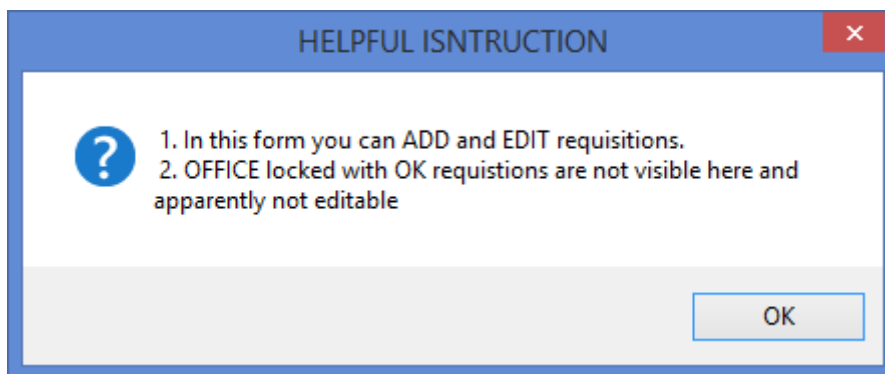 HELPFUL ISNTRUCTION
1. In this form you can ADD and EDIT requisitions.
2. OFFICE locked with OK requistions are not visible here and
apparently not editable
OK